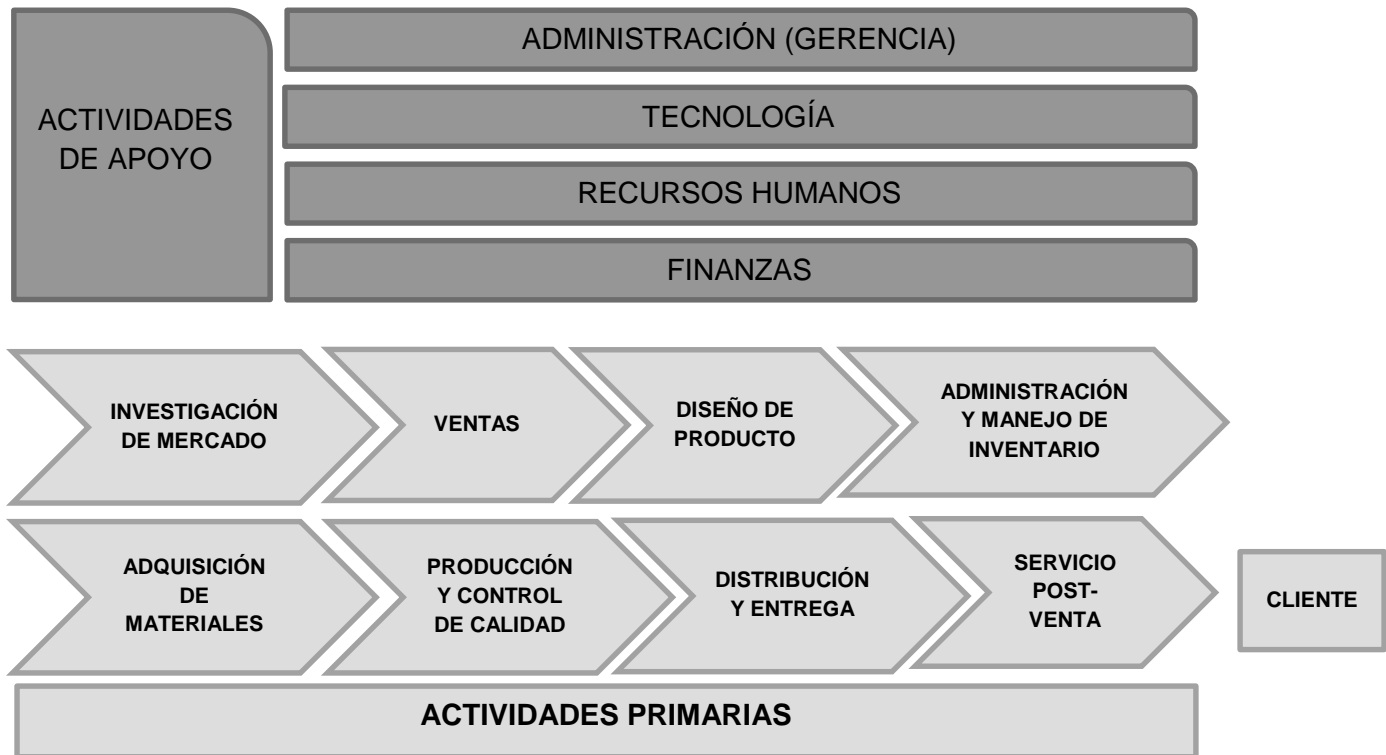 ADMINISTRACIÓN (GERENCIA)
ACTIVIDADES
DE APOYO
TECNOLOGÍA
RECURSOS HUMANOS
FINANZAS
INVESTIGACIÓN
DE MERCADO
VENTAS
DISEÑO DE
PRODUCTO
ADMINISTRACIÓN
Y MANEJO DE
INVENTARIO
ADQUISICIÓN
DE
MATERIALES
PRODUCCIÓN
Y CONTROL
DE CALIDAD
DISTRIBUCIÓN
Y ENTREGA
SERVICIO
POST-
VENTA
CLIENTE
ACTIVIDADES PRIMARIAS